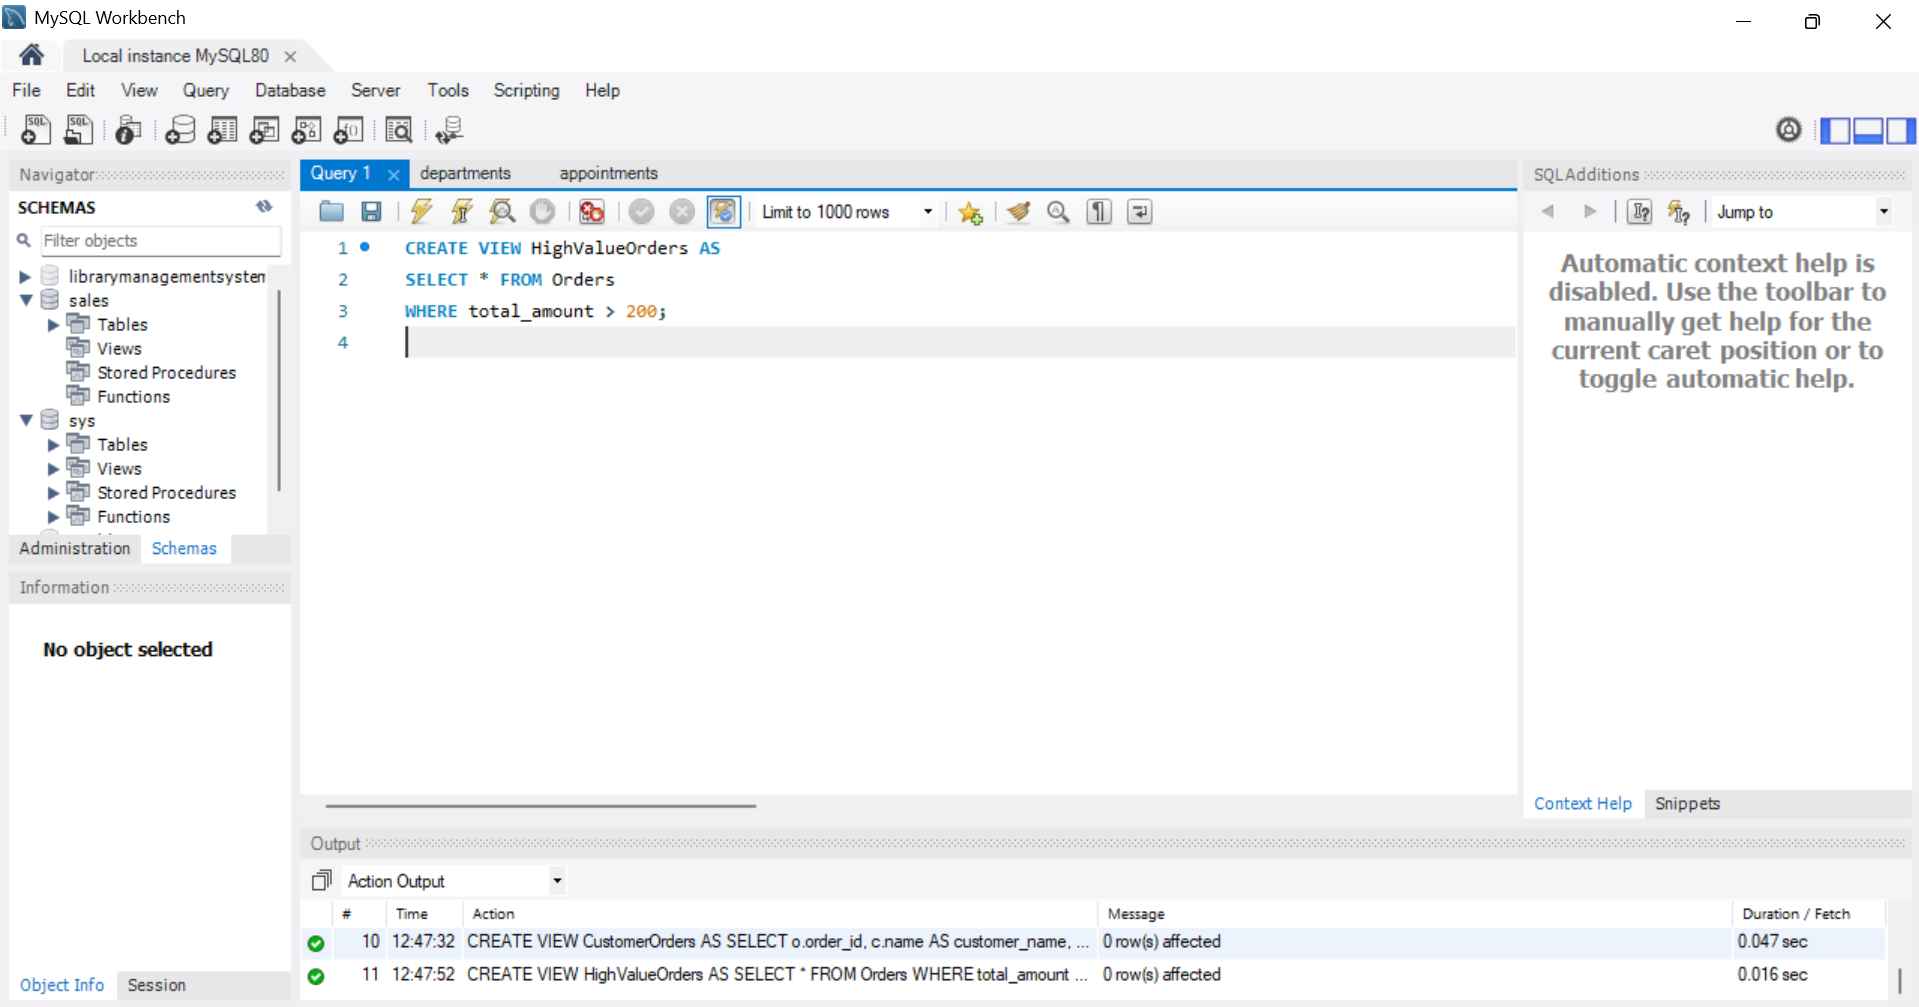 MySQL Workbench
Local instance MySQL80
File Edit View Query Database Server Tools Scripting Help
Navigator
SCHEMAS
Filter objects
librarymanagementsystem
sales
Tables
Views
Stored Procedures
Functions
sys
Tables
Views
Stored Procedures
Functions
Administration Schemas
Information
No object selected
Object Info Session
Query 1 departments appointments
Limit to 1000 rows
1 CREATE VIEW HighValueOrders AS
2 SELECT * FROM Orders
3 WHERE total_amount > 200;
4
SQLAdditions
Jump to
Automatic context help is
disabled. Use the toolbar to
manually get help for the
current caret position or to
toggle automatic help.
Context Help Snippets
Output
Action Output
# Time Action Message Duration / Fetch
10 12:47:32 CREATE VIEW CustomerOrders AS SELECT o.order_id, c.name AS customer_name, ... 0 row(s) affected 0.047 sec
11 12:47:52 CREATE VIEW HighValueOrders AS SELECT * FROM Orders WHERE total_amount ... 0 row(s) affected 0.016 sec